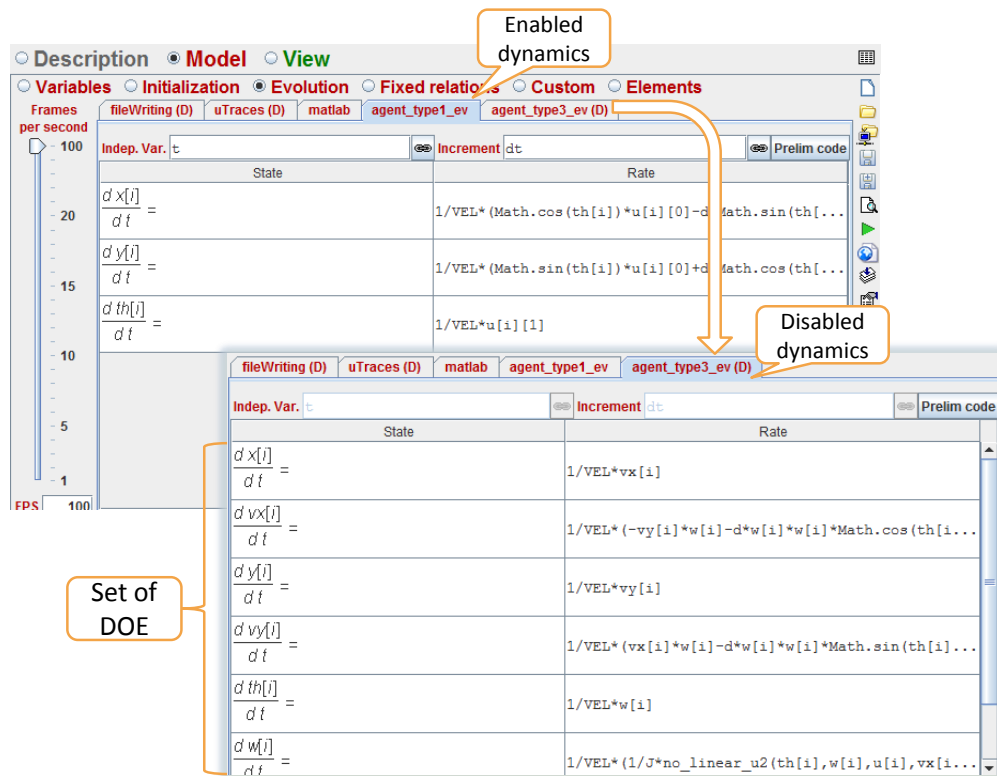 Enabled
dynamics
Description Model View
Variables Initialization Evolution Fixed relations Custom Elements
Frames
per second
fileWriting (D) uTraces (D) matlab agent_type1_ev agent_type3_ev (D)
100
20
15
10
5
1
FPS 100
Indep. Var. t Increment dt Prelim code
State Rate
d x[i]
d t
= 1/VEL*(Math.cos(th[i])*u[i][0]-d*Math.sin(th[...
d y[i]
d t
= 1/VEL*(Math.sin(th[i])*u[i][0]+d*Math.cos(th[...
d th[i]
d t
= 1/VEL*u[i][1]
Disabled
dynamics
fileWriting (D) uTraces (D) matlab agent_type1_ev agent_type3_ev (D)
Indep. Var. t Increment dt Prelim code
State Rate
Set of
DOE
d x[i]
d t
= 1/VEL*vx[i]
d vx[i]
d t
= 1/VEL*(-vy[i]*w[i]-d*w[i]*w[i]*Math.cos(th[i...
d y[i]
d t
= 1/VEL*vy[i]
d vy[i]
d t
= 1/VEL*(vx[i]*w[i]-d*w[i]*w[i]*Math.sin(th[i]...
d th[i]
d t
= 1/VEL*w[i]
d w[i]
d t
= 1/VEL*(1/J*no_linear_u2(th[i],w[i],u[i],vx[i...